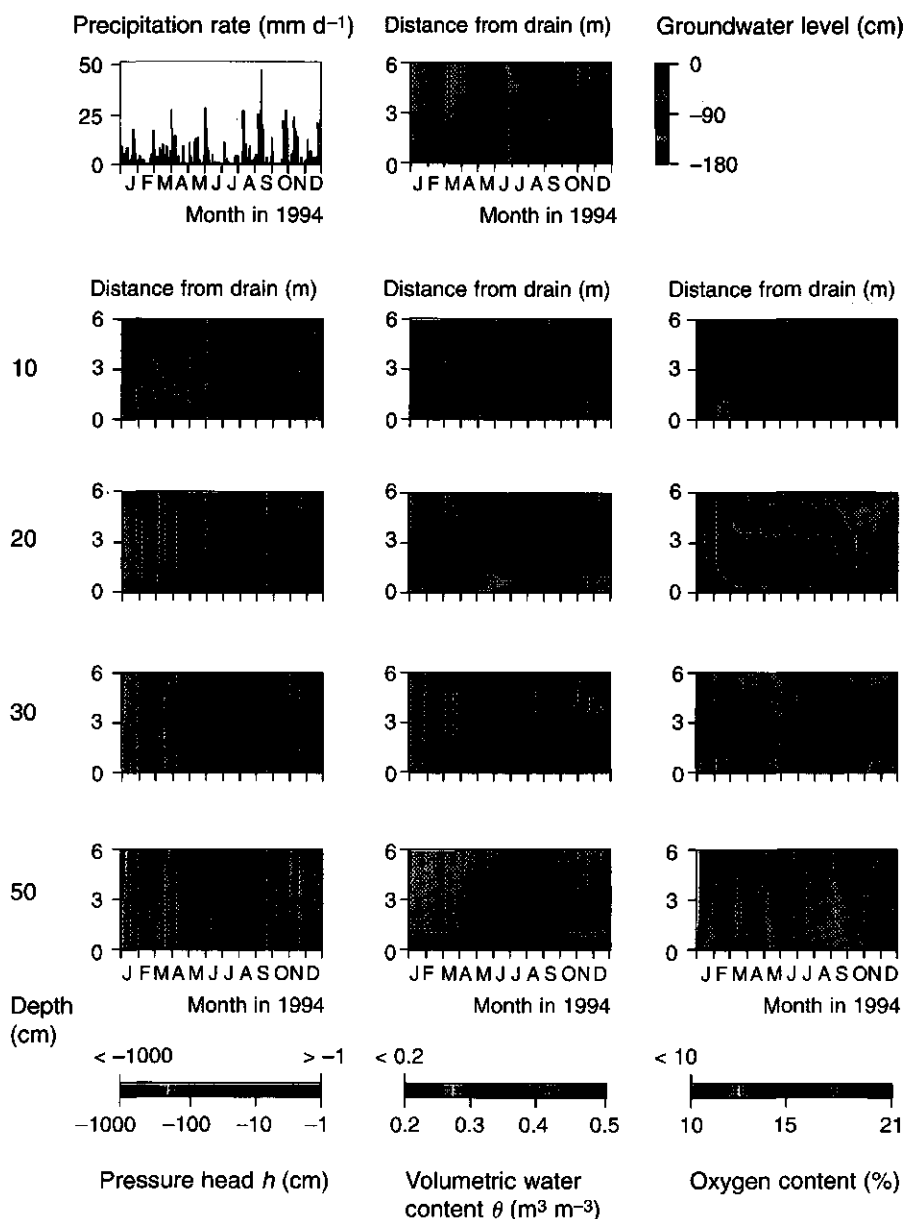 Precipitation rate (mm d⁻¹)
Distance from drain (m)
Groundwater level (cm)
50
25
0
J F M A M J J A S O N D
Month in 1994
6
3
0
J F M A M J J A S O N D
Month in 1994
0
−90
−180
Distance from drain (m)
Distance from drain (m)
Distance from drain (m)
10
6
3
0
6
3
0
6
3
0
20
6
3
0
6
3
0
6
3
0
30
6
3
0
6
3
0
6
3
0
50
6
3
0
6
3
0
6
3
0
J F M A M J J A S O N D
J F M A M J J A S O N D
J F M A M J J A S O N D
Depth
(cm)
Month in 1994
Month in 1994
Month in 1994
< −1000 > −1
−1000 −100 −10 −1
Pressure head h (cm)
< 0.2
0.2 0.3 0.4 0.5
Volumetric water
content θ (m³ m⁻³)
< 10
10 15 21
Oxygen content (%)